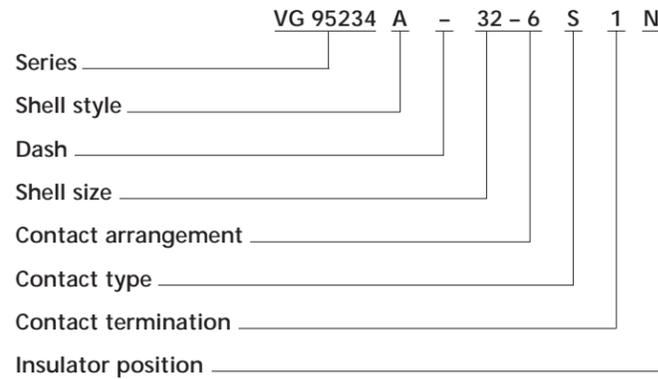 VG 95234 A – 32 – 6 S 1 N
Series
Shell style
Dash
Shell size
Contact arrangement
Contact type
Contact termination
Insulator position